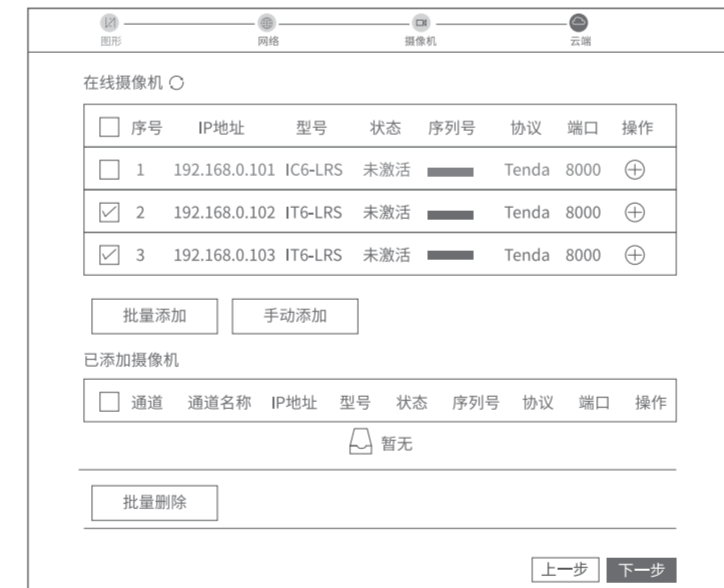 图形 网络 摄像机 云端
在线摄像机
序号 IP地址 型号 状态 序列号 协议 端口 操作
1 192.168.0.101 IC6-LRS 未激活 Tenda 8000
2 192.168.0.102 IT6-LRS 未激活 Tenda 8000
3 192.168.0.103 IT6-LRS 未激活 Tenda 8000
批量添加 手动添加
已添加摄像机
通道 通道名称 IP地址 型号 状态 序列号 协议 端口 操作
暂无
批量删除
上一步 下一步